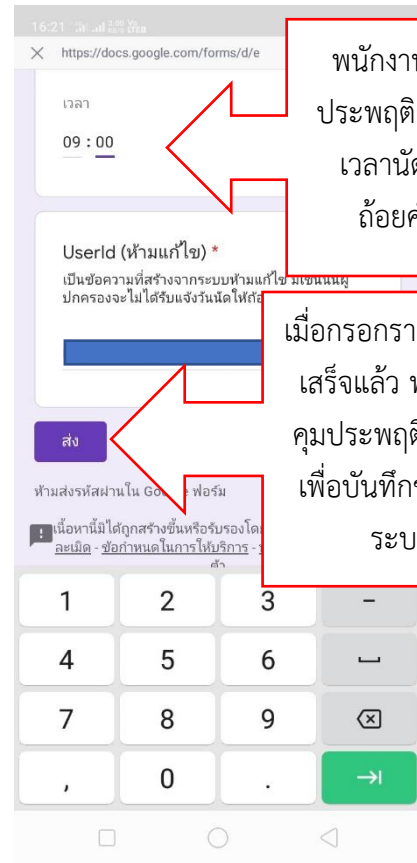 16:21
https://docs.google.com/forms/d/e
พนักงาน
ประพฤติ
เวลานัด
ถ้อยคำ
เวลา
09 : 00
UserId (ห้ามแก้ไข) *
เป็นข้อความที่สร้างจากระบบห้ามแก้ไข มิเช่นนั้นผู้
ปกครองจะไม่ได้รับแจ้งวันนัดให้ถ้อย
เมื่อกรอกรา
เสร็จแล้ว
คุมประพฤติ
เพื่อบันทึก
ระบ
ส่ง
ห้ามส่งรหัสผ่านใน ฟอร์ม
เนื้อหานี้มิได้ถูกสร้างขึ้นหรือรับรองโดย
ละเมิด - ข้อกำหนดในการให้บริการ -
1 2 3 -
4 5 6
7 8 9
, 0 .